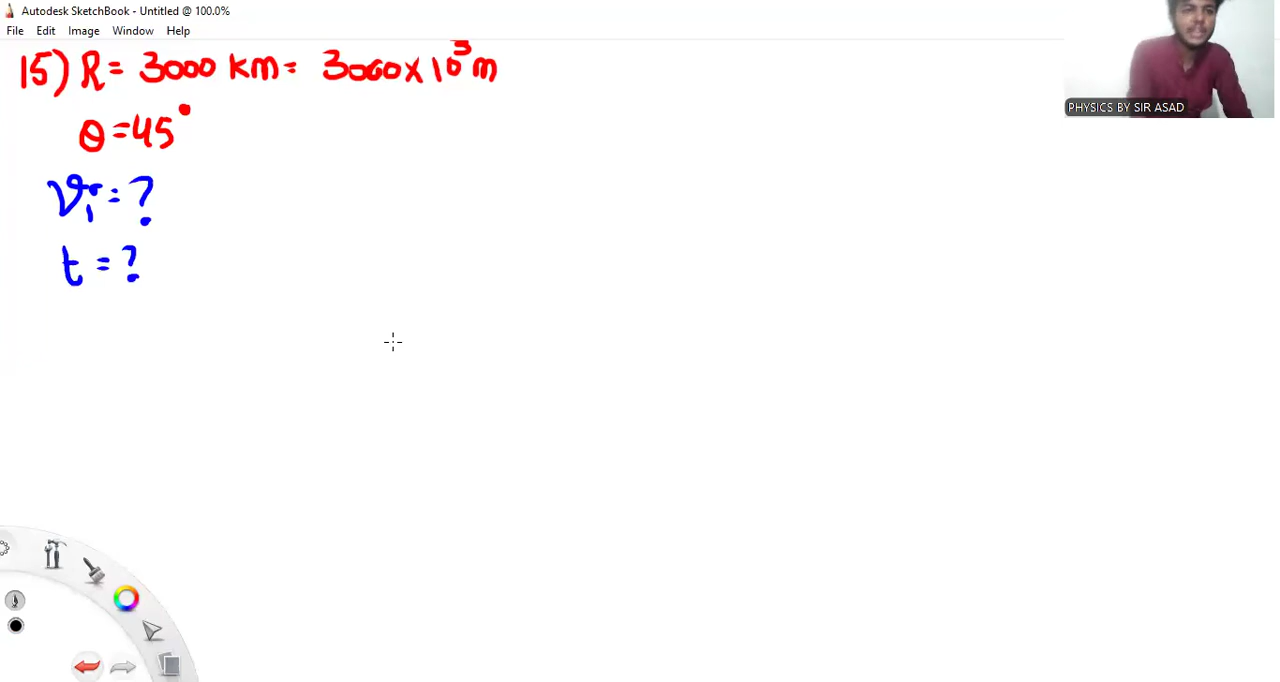 Autodesk SketchBook - Untitled @ 100.0%
File Edit Image Window Help
15) R = 3000 km = 3000 x 10³ m
θ = 45°
PHYSICS BY SIR ASAD
Vi = ?
t = ?